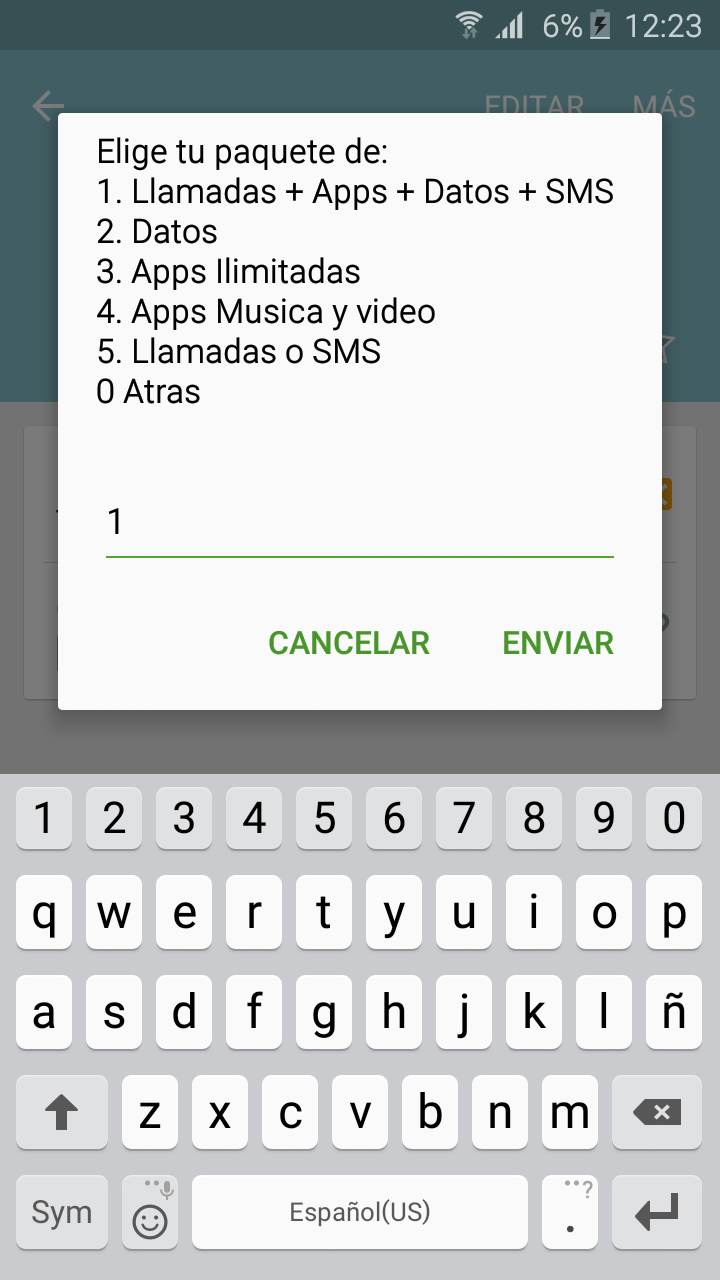 6% 12:23
EDITAR MÁS
Elige tu paquete de:
1. Llamadas + Apps + Datos + SMS
2. Datos
3. Apps Ilimitadas
4. Apps Musica y video
5. Llamadas o SMS
0 Atras
1
CANCELAR ENVIAR
1 2 3 4 5 6 7 8 9 0
q w e r t y u i o p
a s d f g h j k l ñ
z x c v b n m
Sym Español(US) . ?